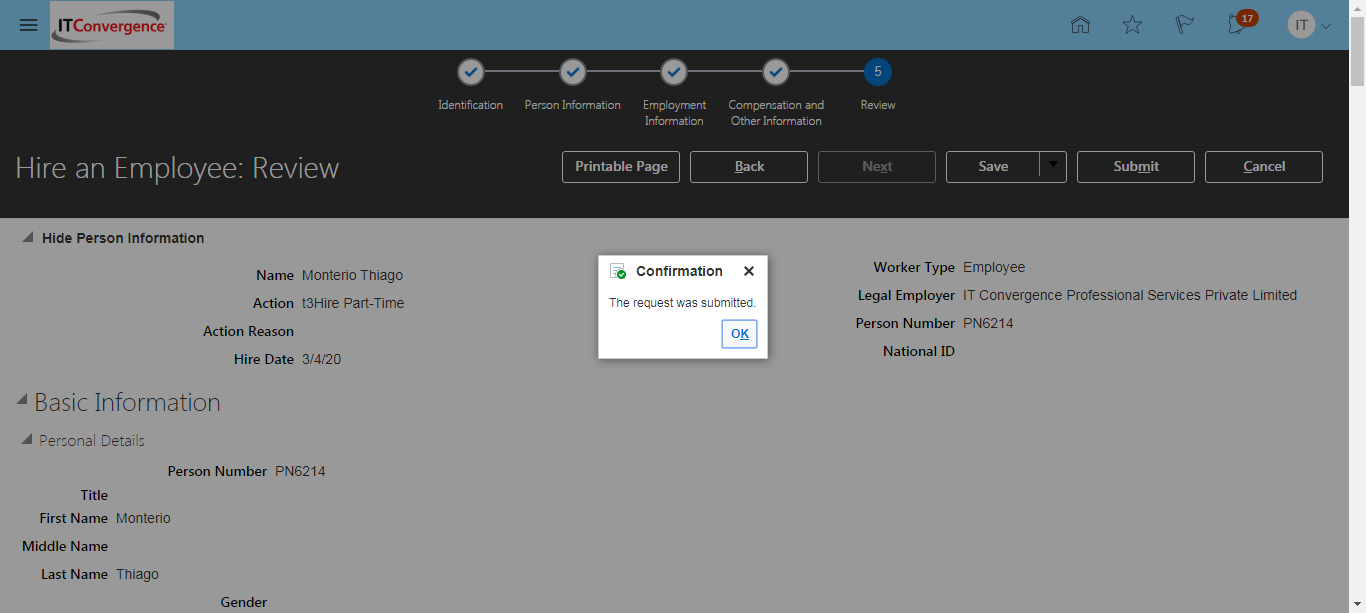 ITConvergence
17
IT
5
Identification
Person Information
Employment Information
Compensation and Other Information
Review
Hire an Employee: Review
Printable Page
Back
Next
Save
Submit
Cancel
Hide Person Information
Name Monterio Thiago
Action t3Hire Part-Time
Action Reason
Hire Date 3/4/20
Worker Type Employee
Legal Employer IT Convergence Professional Services Private Limited
Person Number PN6214
National ID
Confirmation
The request was submitted.
OK
Basic Information
Personal Details
Person Number PN6214
Title
First Name Monterio
Middle Name
Last Name Thiago
Gender